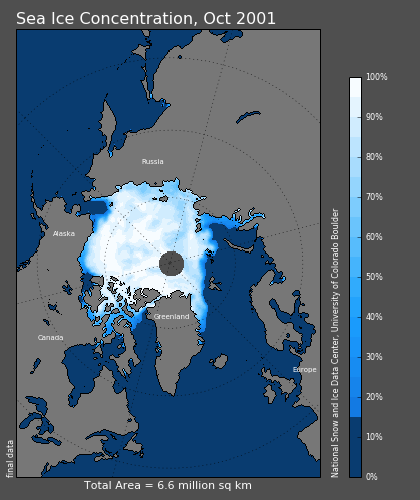 Sea Ice Concentration, Oct 2001
100%
90%
80%
70%
60%
50%
40%
30%
20%
10%
0%
Russia
Alaska
Canada
Greenland
Europe
National Snow and Ice Data Center, University of Colorado Boulder
final data
Total Area = 6.6 million sq km